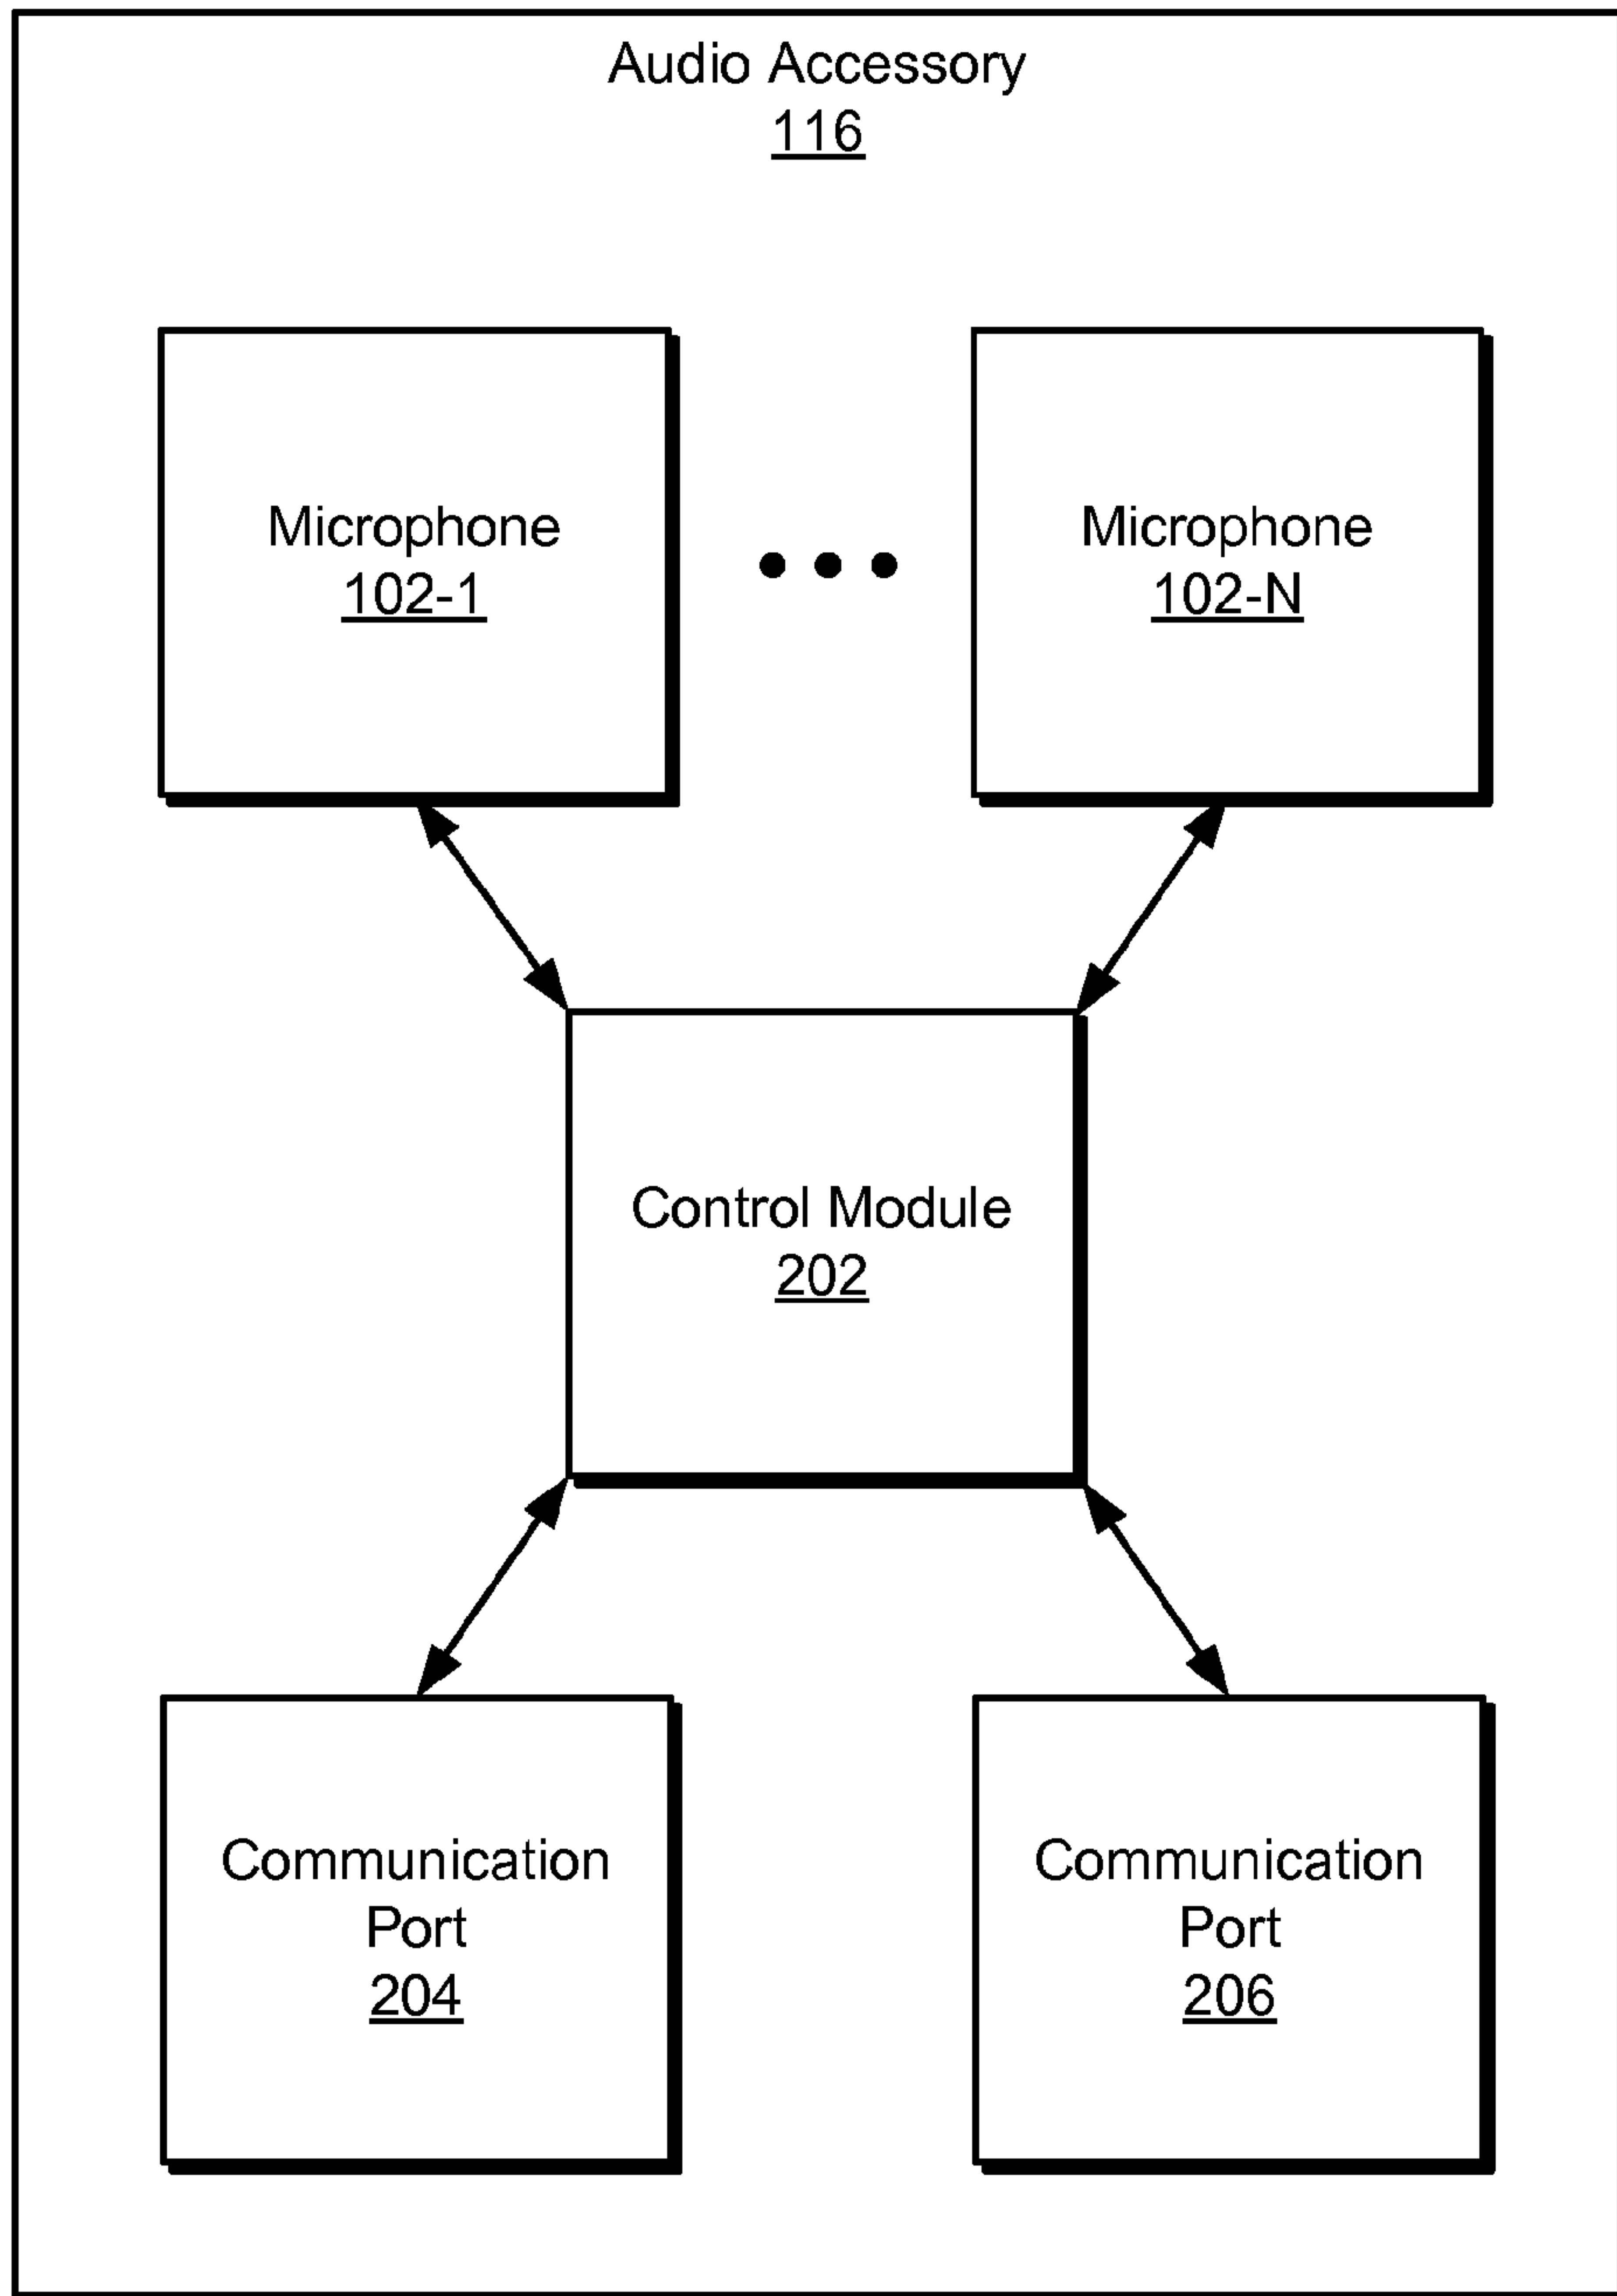 Audio Accessory
116
Microphone
102-1
Microphone
102-N
Control Module
202
Communication
Port
204
Communication
Port
206